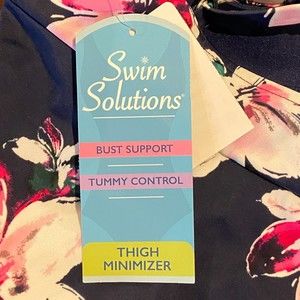 Swim
Solutions®
BUST SUPPORT
TUMMY CONTROL
THIGH
MINIMIZER